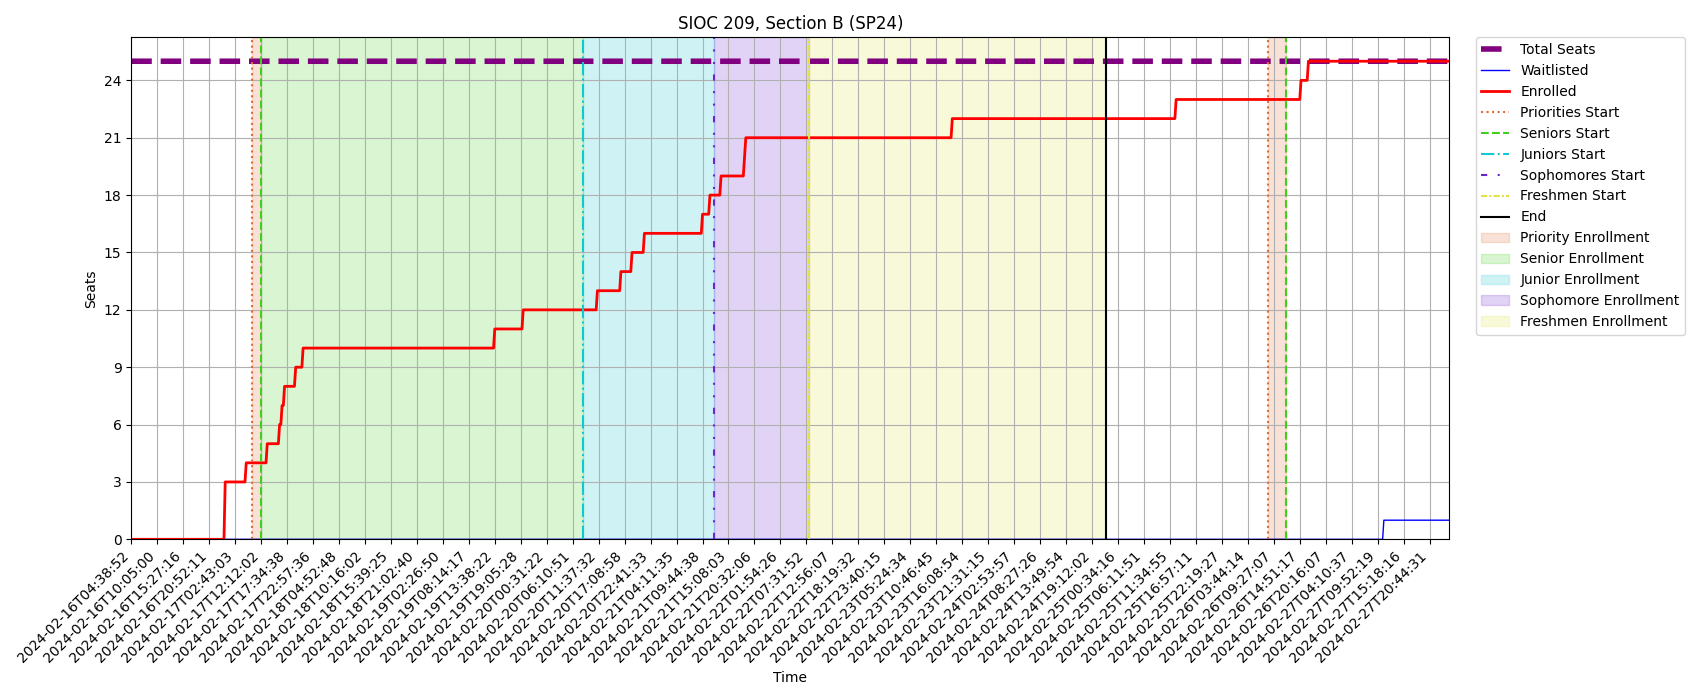 SIOC 209, Section B (SP24)
Total Seats
Waitlisted
Enrolled
Priorities Start
Seniors Start
Juniors Start
Sophomores Start
Freshmen Start
End
Priority Enrollment
Senior Enrollment
Junior Enrollment
Sophomore Enrollment
Freshmen Enrollment
Seats
24
21
18
15
12
9
6
3
0
2024-02-16T04:38:52
2024-02-16T10:05:00
2024-02-16T15:27:16
2024-02-16T20:52:11
2024-02-17T02:43:03
2024-02-17T12:12:02
2024-02-17T17:34:38
2024-02-17T22:57:36
2024-02-18T04:52:48
2024-02-18T10:16:02
2024-02-18T15:39:25
2024-02-18T21:02:40
2024-02-19T02:26:50
2024-02-19T08:14:17
2024-02-19T13:38:22
2024-02-19T19:05:28
2024-02-20T00:31:22
2024-02-20T06:10:51
2024-02-20T11:37:32
2024-02-20T17:08:58
2024-02-20T22:41:33
2024-02-21T04:11:35
2024-02-21T09:44:38
2024-02-21T15:08:03
2024-02-21T20:32:06
2024-02-22T01:54:26
2024-02-22T07:31:52
2024-02-22T12:56:07
2024-02-22T18:19:32
2024-02-22T23:40:15
2024-02-23T05:24:34
2024-02-23T10:46:45
2024-02-23T16:08:54
2024-02-23T21:31:15
2024-02-24T02:53:57
2024-02-24T08:27:26
2024-02-24T13:49:54
2024-02-24T19:12:02
2024-02-25T00:34:16
2024-02-25T06:11:51
2024-02-25T11:34:55
2024-02-25T16:57:11
2024-02-25T22:19:27
2024-02-26T03:44:14
2024-02-26T09:27:07
2024-02-26T14:51:17
2024-02-26T20:16:07
2024-02-27T04:10:37
2024-02-27T09:52:19
2024-02-27T15:18:16
2024-02-27T20:44:31
Time